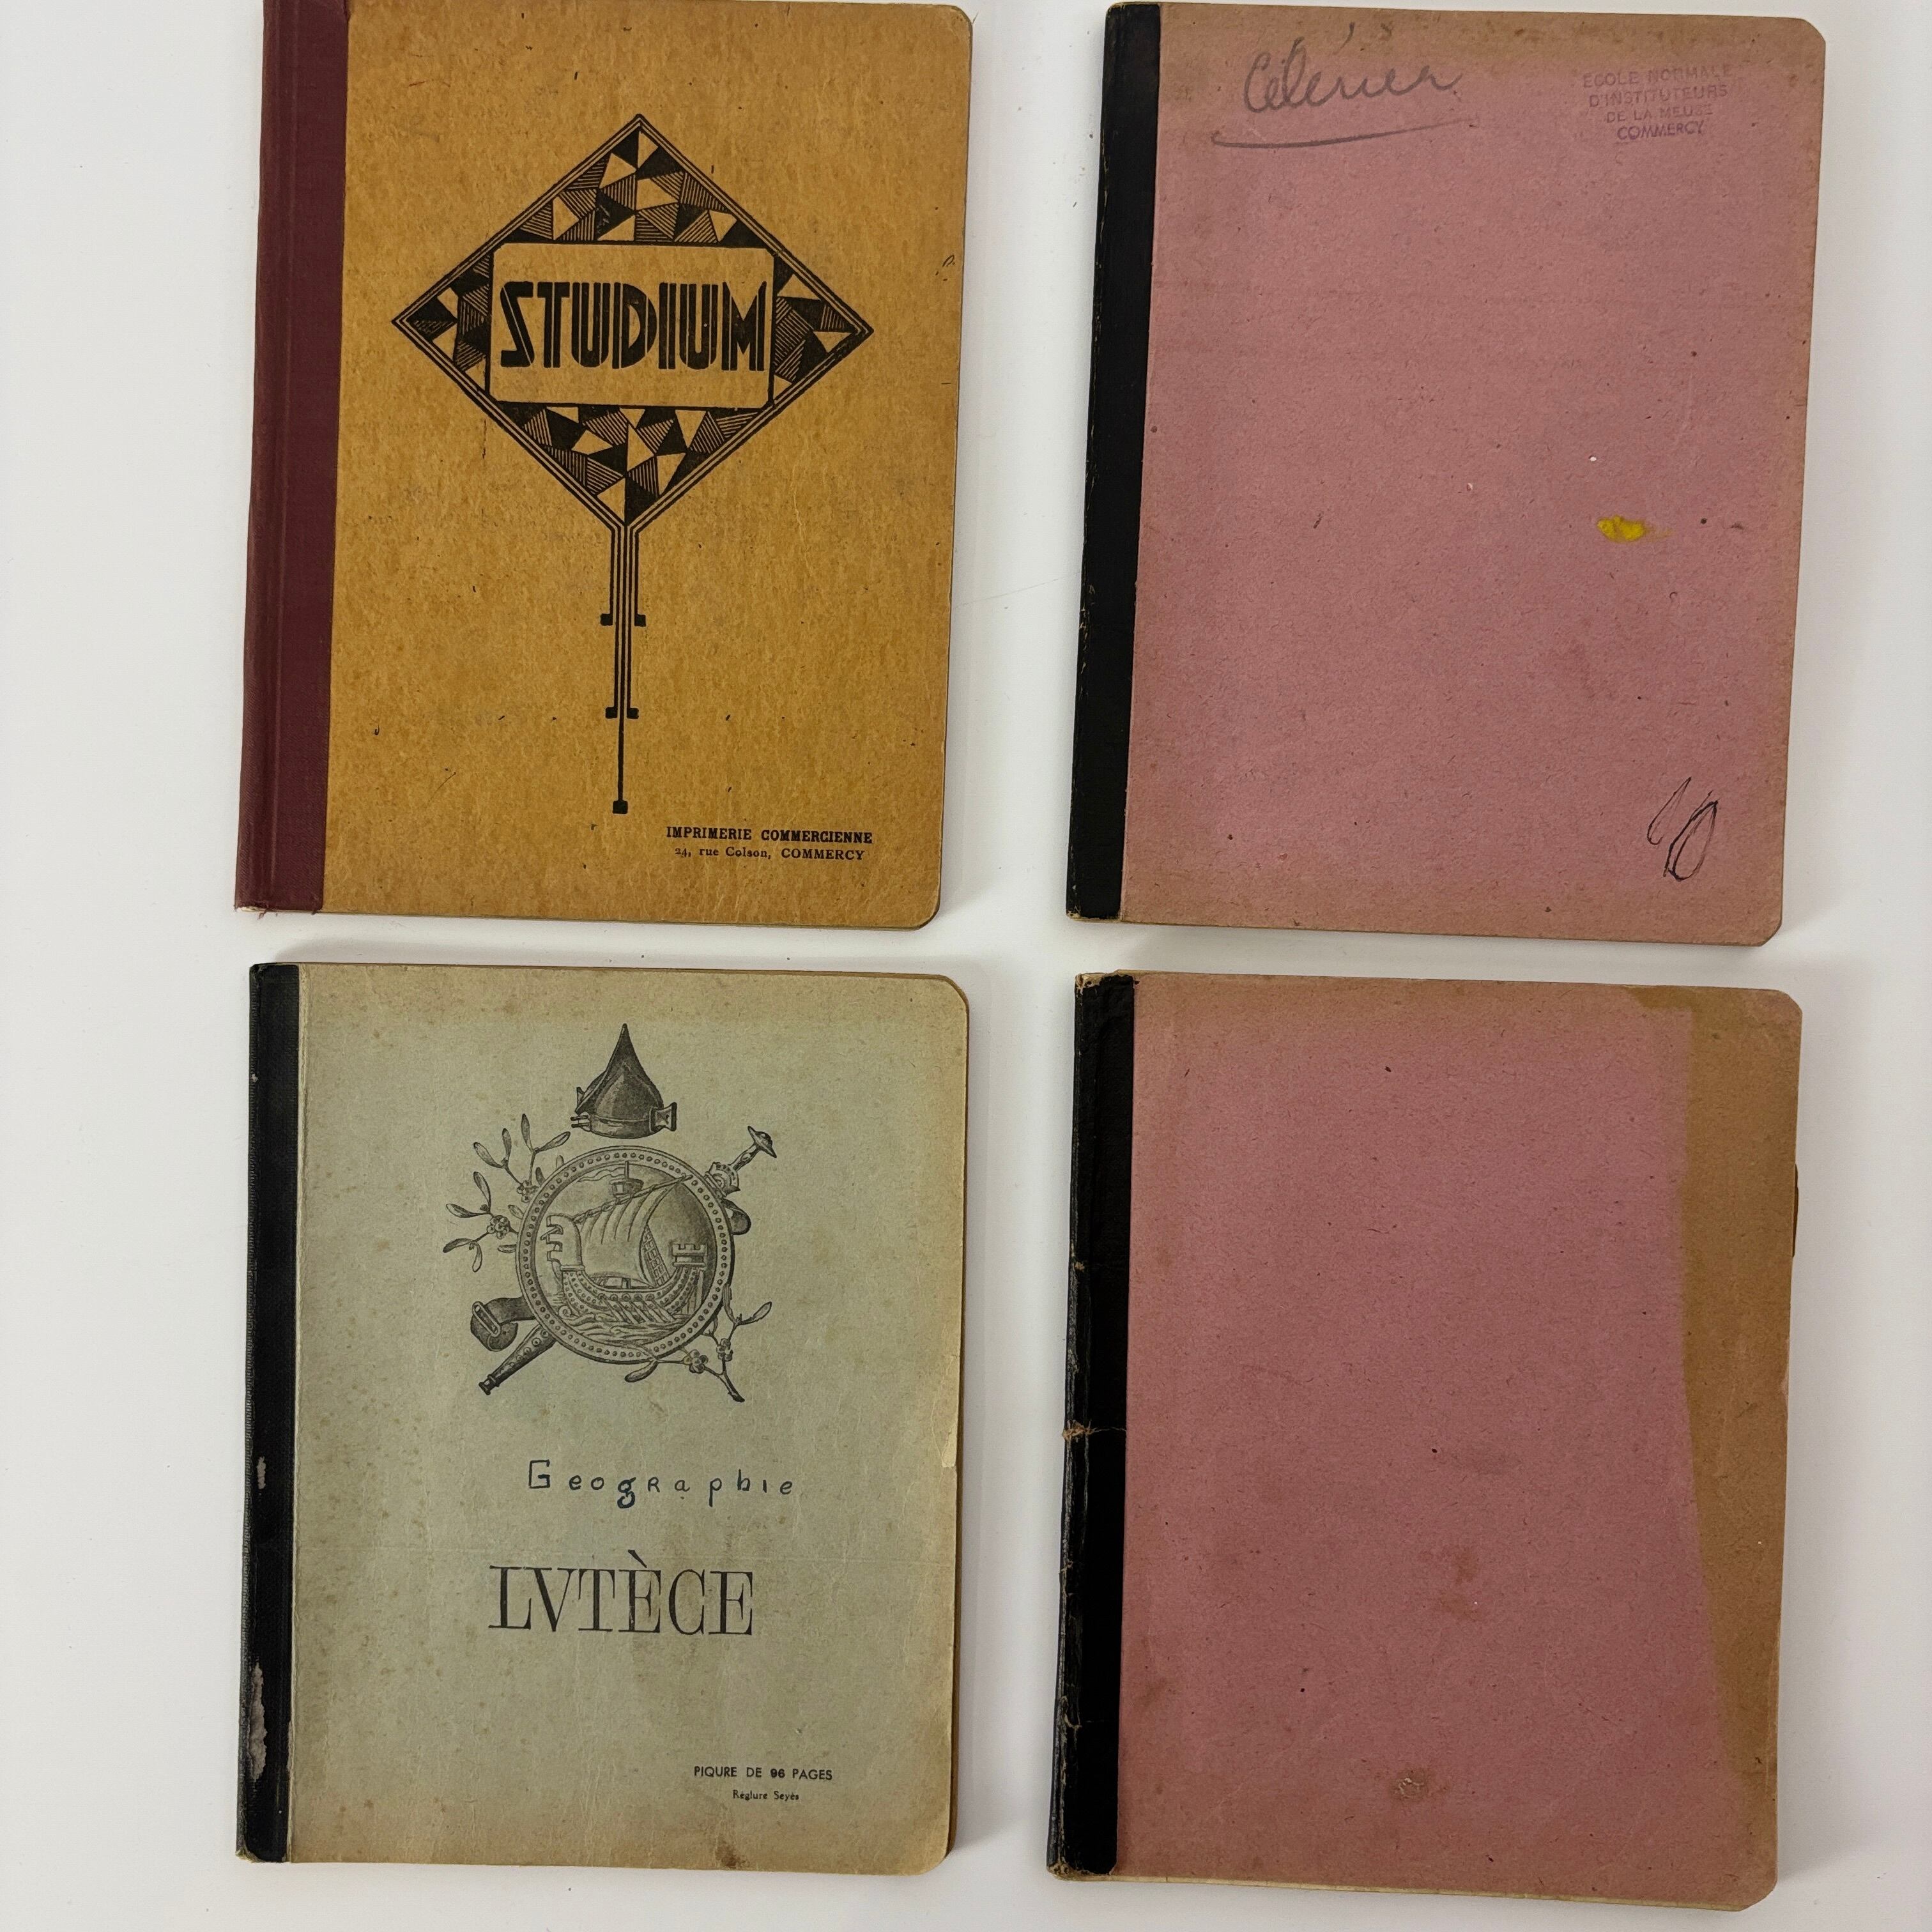 STUDIUM
IMPRIMERIE COMMERCIENNE
24, rue Colson, COMMERCY
ECOLE NORMALE
D'INSTITUTEURS
DE LA MEUSE
COMMERCY
Geographie
LVTÈCE
PIQURE DE 96 PAGES
Réglure Seyès